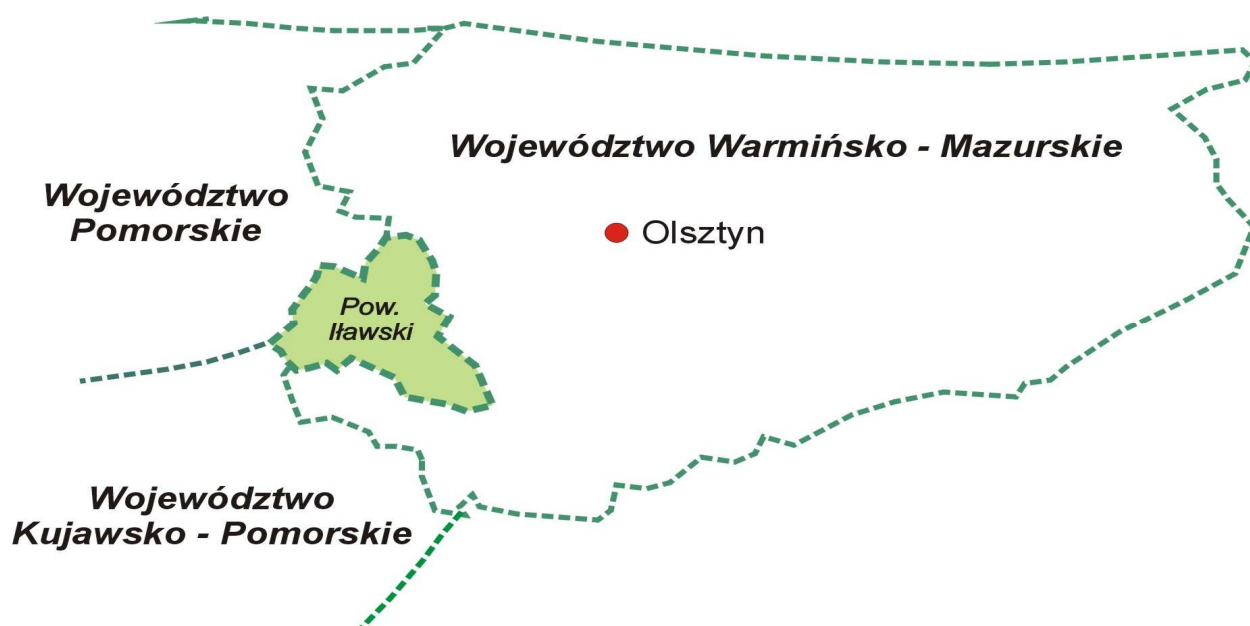 Województwo Warmińsko - Mazurskie
Województwo
Pomorskie
Olsztyn
Pow.
Iławski
Województwo
Kujawsko - Pomorskie